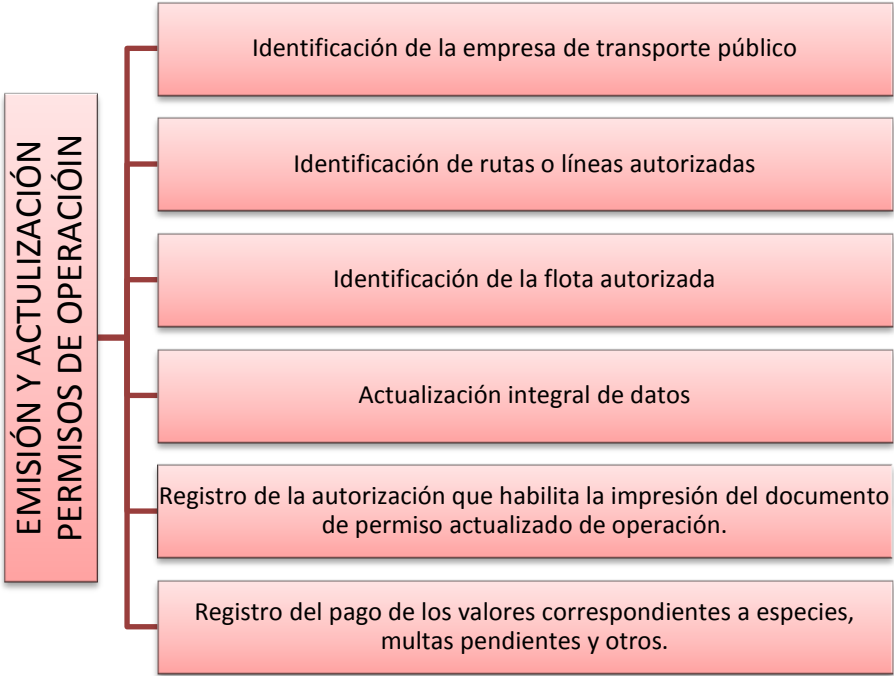 EMISIÓN Y ACTULIZACIÓN
PERMISOS DE OPERACIÓIN
Identificación de la empresa de transporte público
Identificación de rutas o líneas autorizadas
Identificación de la flota autorizada
Actualización integral de datos
Registro de la autorización que habilita la impresión del documento
de permiso actualizado de operación.
Registro del pago de los valores correspondientes a especies,
multas pendientes y otros.